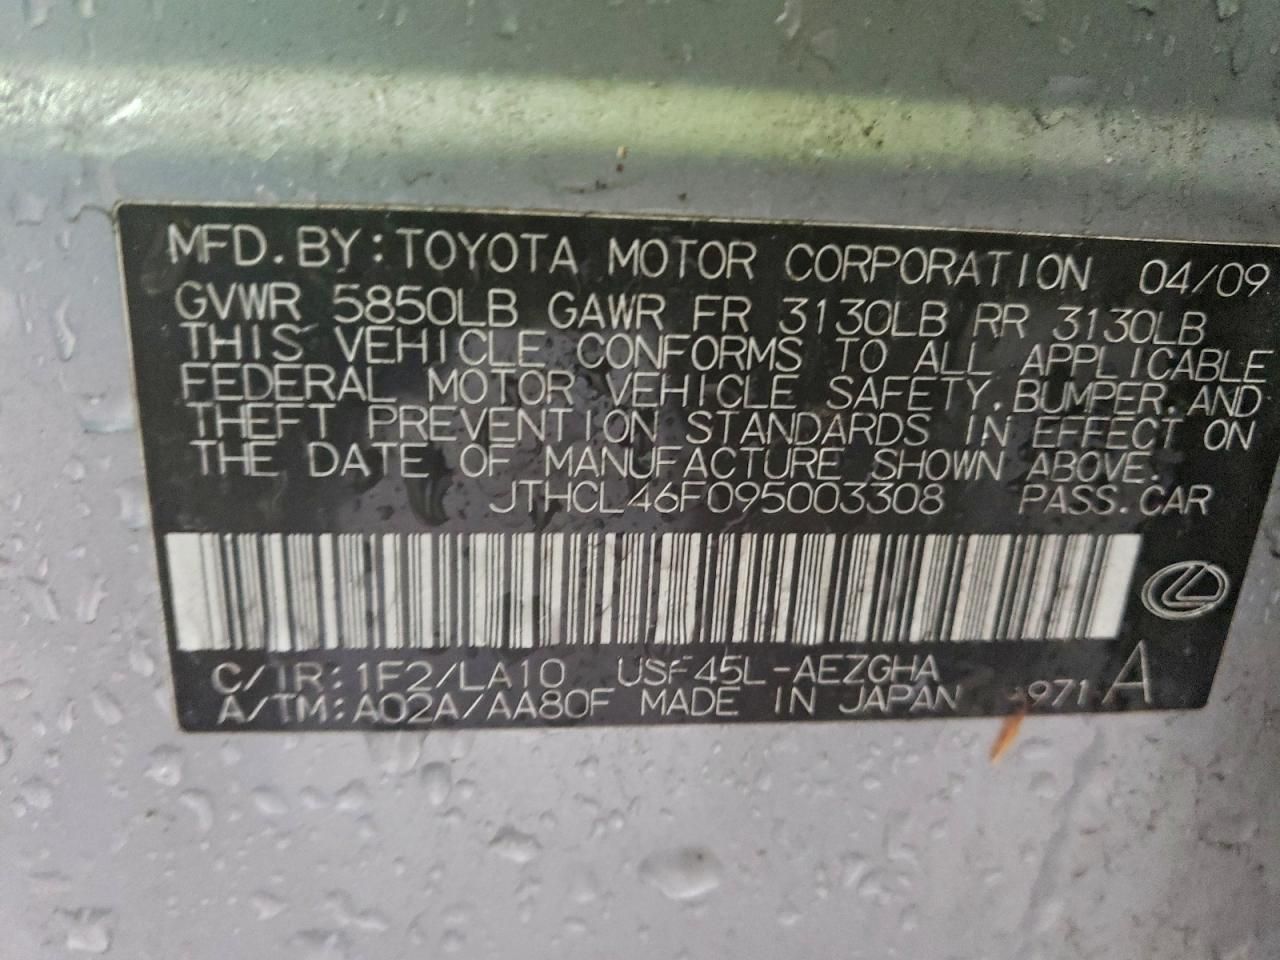 MFD. BY: TOYOTA MOTOR CORPORATION 04/09
GVWR 5850LB GAWR FR 3130LB RR 3130LB
THIS VEHICLE CONFORMS TO ALL APPLICABLE
FEDERAL MOTOR VEHICLE SAFETY, BUMPER, AND
THEFT PREVENTION STANDARDS IN EFFECT ON
THE DATE OF MANUFACTURE SHOWN ABOVE.
JTHCL46F095003308 PASS. CAR
C/TR: 1F2/LA10 USF45L-AEZGHA
A/TM: A02A/AA80F MADE IN JAPAN 971 A